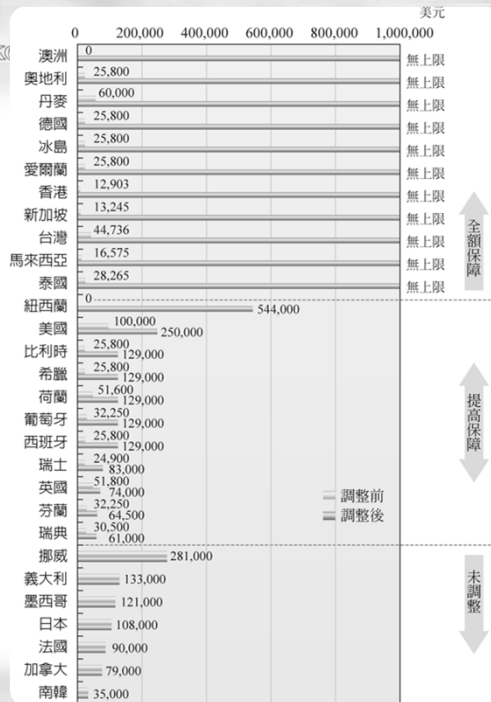 美元
0 200,000 400,000 600,000 800,000 1,000,000
澳洲 0 無上限
奧地利 25,800 無上限
丹麥 60,000 無上限
德國 25,800 無上限
冰島 25,800 無上限
愛爾蘭 25,800 無上限
香港 12,903 無上限
新加坡 13,245 無上限
台灣 44,736 無上限
馬來西亞 16,575 無上限
泰國 28,265 無上限
全額保障
紐西蘭 0 544,000
美國 100,000 250,000
比利時 25,800 129,000
希臘 25,800 129,000
荷蘭 51,600 129,000
葡萄牙 32,250 129,000
西班牙 25,800 129,000
瑞士 24,900 83,000
英國 51,800 74,000
芬蘭 32,250 64,500
瑞典 30,500 61,000
提高保障
調整前
調整後
挪威 281,000
義大利 133,000
墨西哥 121,000
日本 108,000
法國 90,000
加拿大 79,000
南韓 35,000
未調整